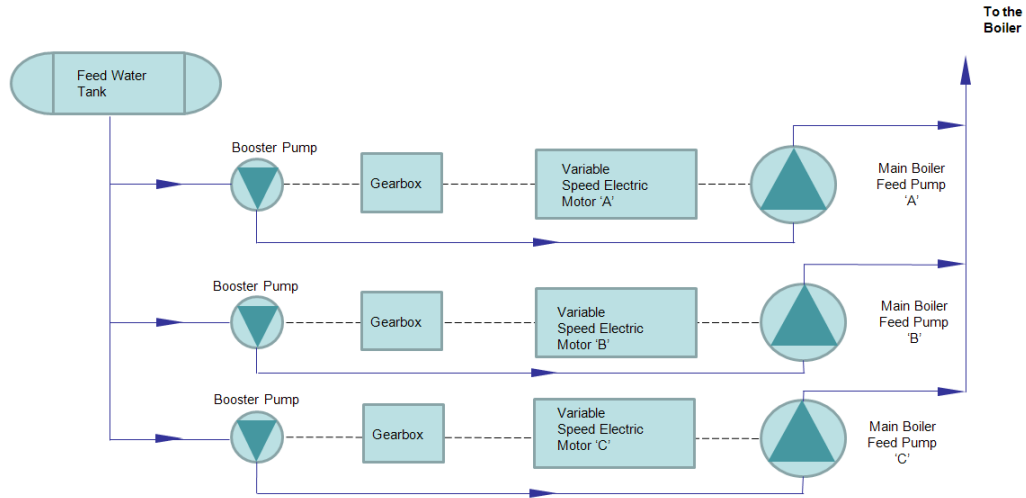 To the
Boiler
Feed Water
Tank
Booster Pump
Gearbox
Variable
Speed Electric
Motor ‘A’
Main Boiler
Feed Pump
‘A’
Booster Pump
Gearbox
Variable
Speed Electric
Motor ‘B’
Main Boiler
Feed Pump
‘B’
Booster Pump
Gearbox
Variable
Speed Electric
Motor ‘C’
Main Boiler
Feed Pump
‘C’